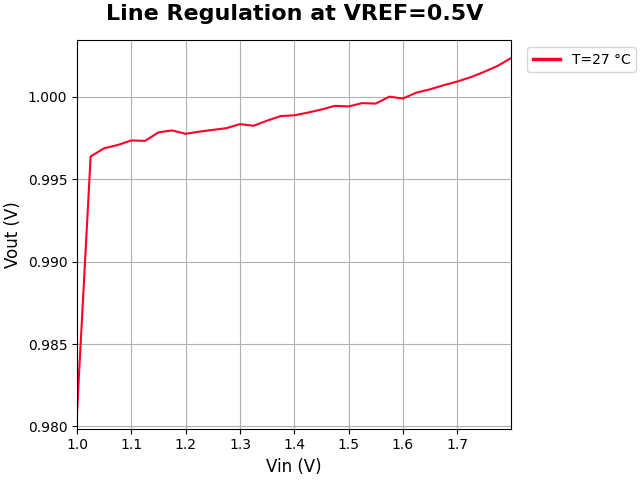 Line Regulation at VREF=0.5V
T=27 °C
Vout (V)
1.000
0.995
0.990
0.985
0.980
1.0 1.1 1.2 1.3 1.4 1.5 1.6 1.7
Vin (V)